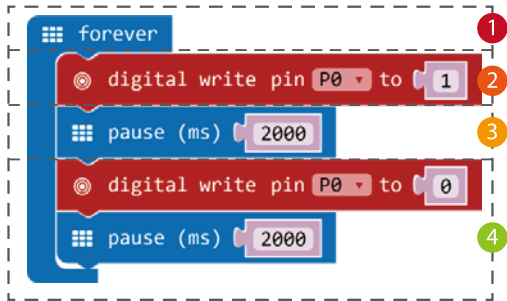 forever 1
digital write pin P0 to 1 2
pause (ms) 2000 3
digital write pin P0 to 0
pause (ms) 2000 4